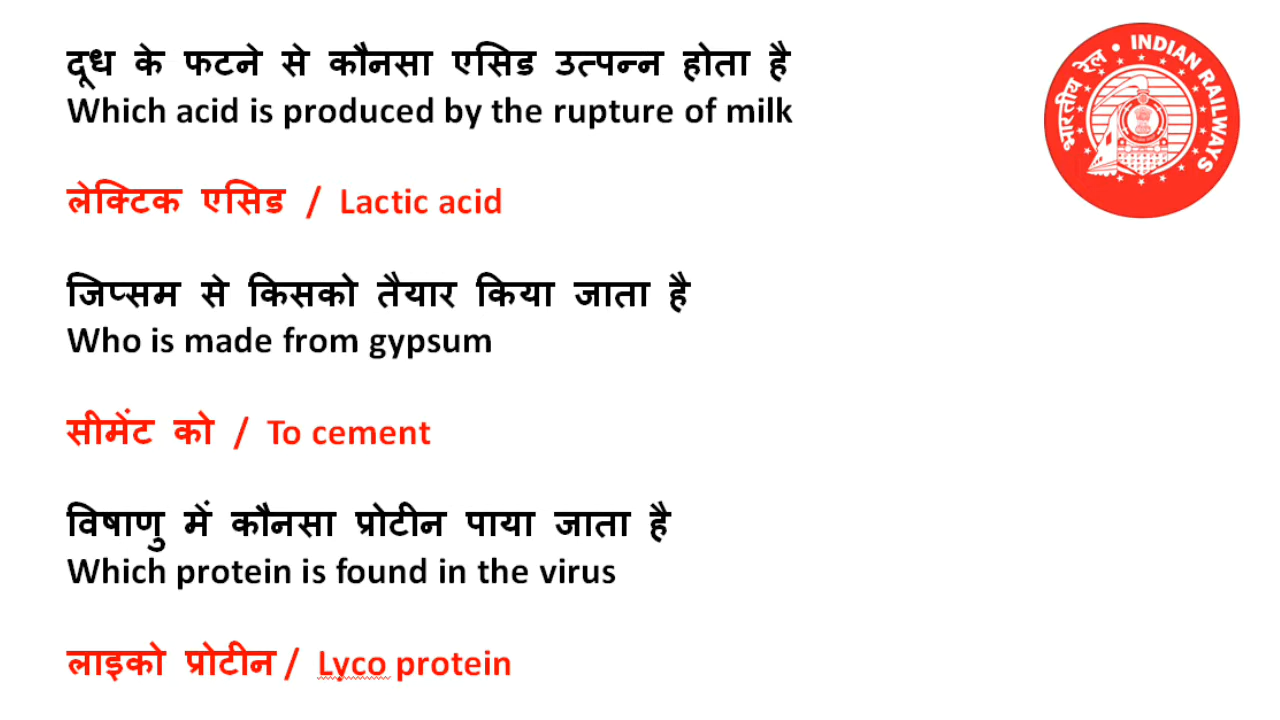 दूध के फटने से कौनसा एसिड उत्पन्न होता है
Which acid is produced by the rupture of milk
लेक्टिक एसिड / Lactic acid
जिप्सम से किसको तैयार किया जाता है
Who is made from gypsum
सीमेंट को / To cement
विषाणु में कौनसा प्रोटीन पाया जाता है
Which protein is found in the virus
लाइको प्रोटीन / Lyco protein
भारतीय रेल • INDIAN RAILWAYS